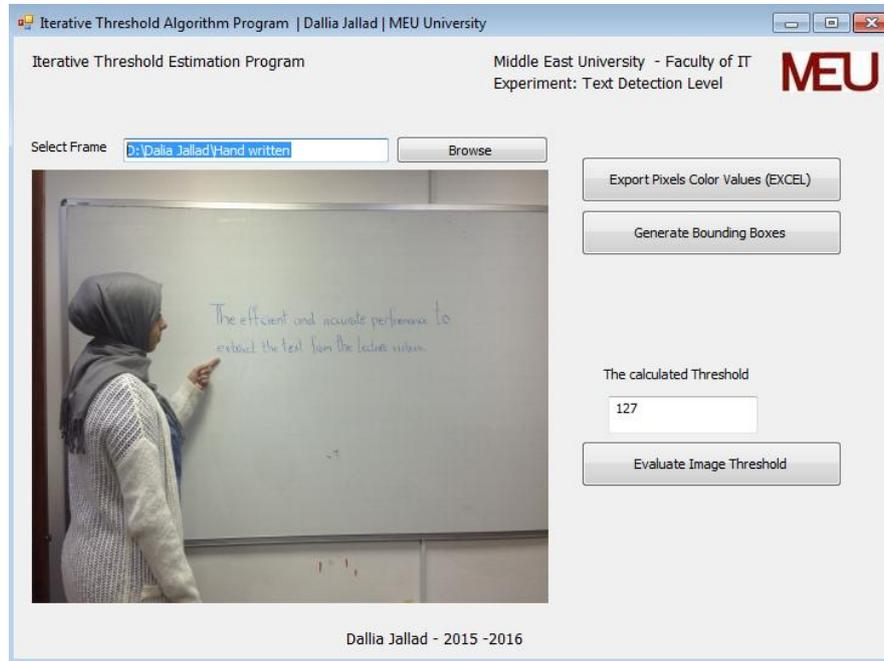 Iterative Threshold Algorithm Program | Dallia Jallad | MEU University
Iterative Threshold Estimation Program
Middle East University - Faculty of IT
Experiment: Text Detection Level
MEU
Select Frame
D:\Dalia Jallad\Hand written
Browse
Export Pixels Color Values (EXCEL)
Generate Bounding Boxes
The efficient and accurate performance to
extract the text from the lecture videos
The calculated Threshold
127
Evaluate Image Threshold
Dallia Jallad - 2015 -2016